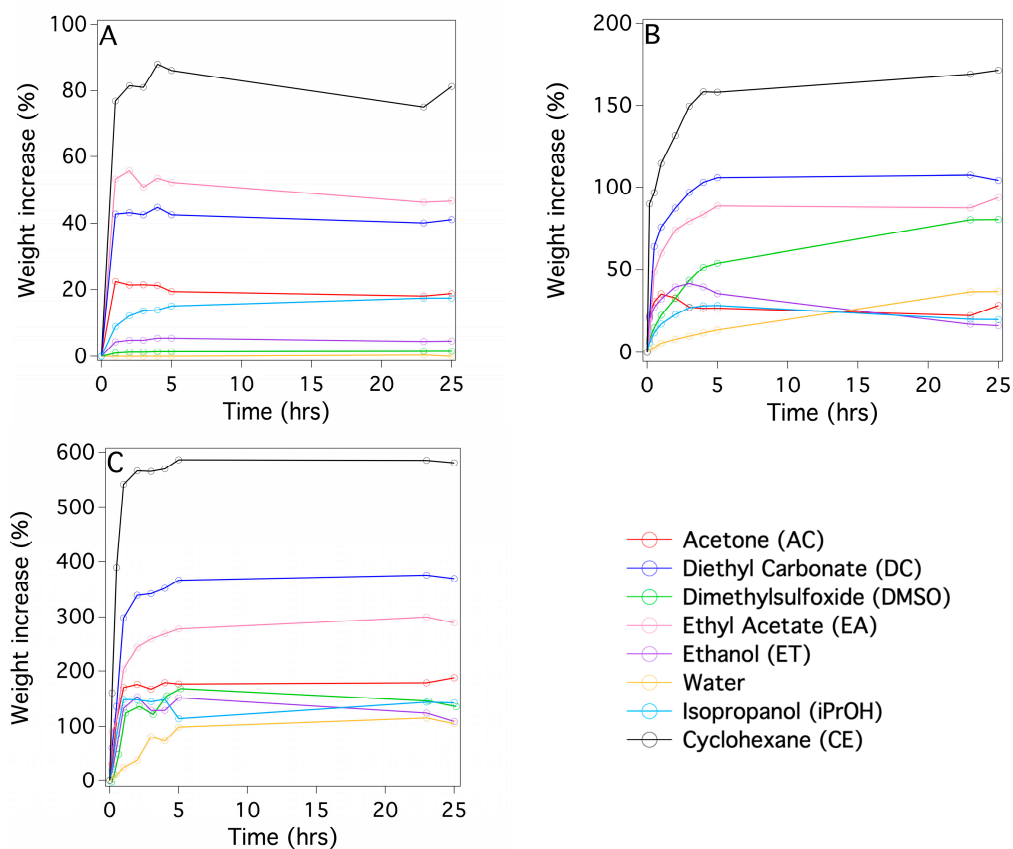 A
100
80
60
40
20
0
Weight increase (%)
0 5 10 15 20 25
Time (hrs)
B
200
150
100
50
0
Weight increase (%)
0 5 10 15 20 25
Time (hrs)
C
600
500
400
300
200
100
0
Weight increase (%)
0 5 10 15 20 25
Time (hrs)
Acetone (AC)
Diethyl Carbonate (DC)
Dimethylsulfoxide (DMSO)
Ethyl Acetate (EA)
Ethanol (ET)
Water
Isopropanol (iPrOH)
Cyclohexane (CE)